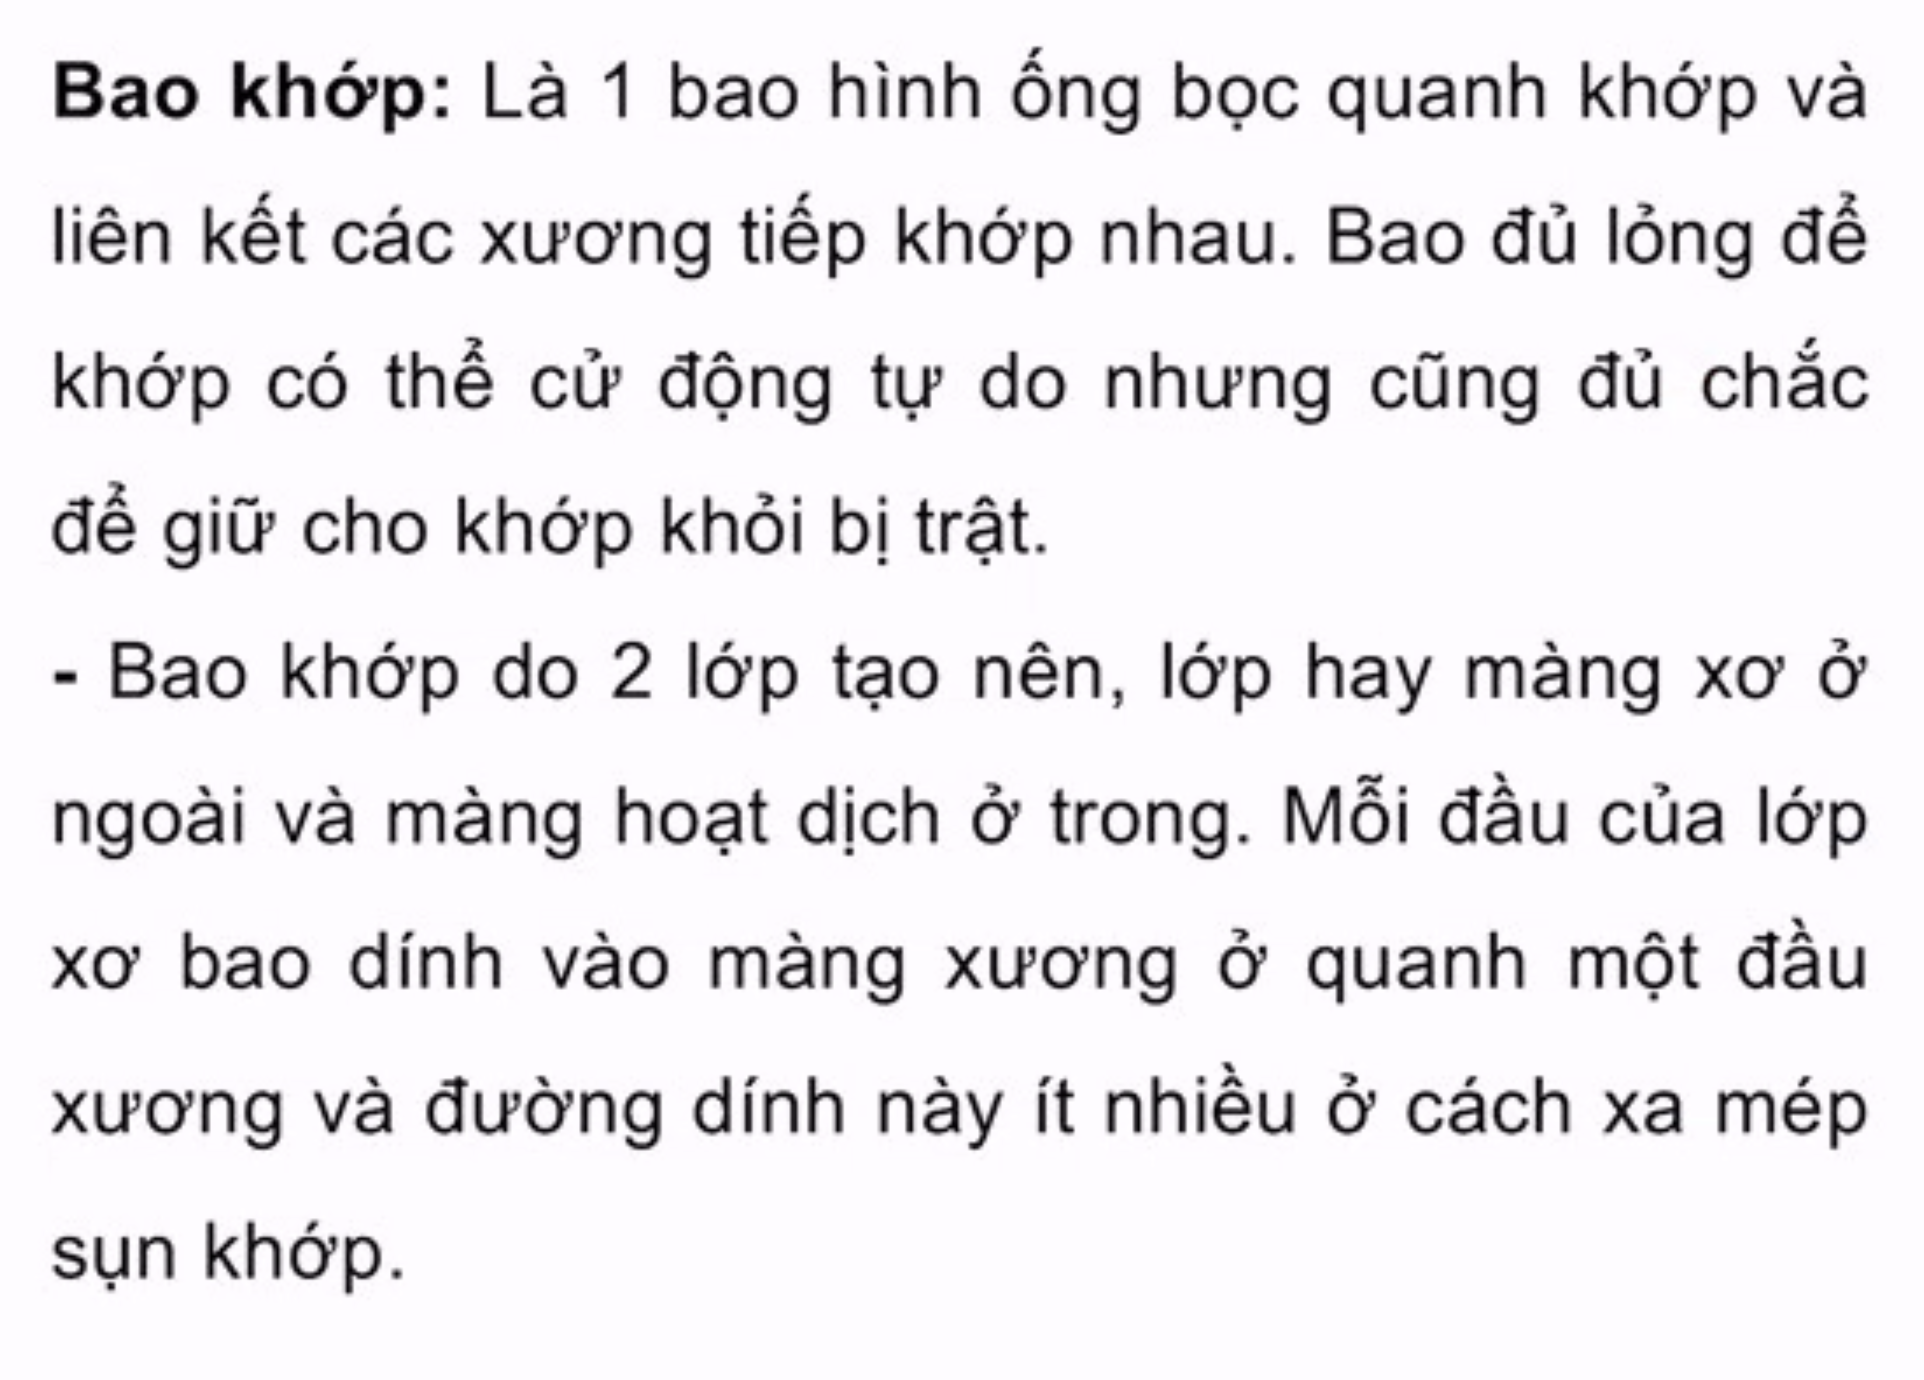 Bao khớp: Là 1 bao hình ống bọc quanh khớp và
liên kết các xương tiếp khớp nhau. Bao đủ lỏng để
khớp có thể cử động tự do nhưng cũng đủ chắc
để giữ cho khớp khỏi bị trật.
- Bao khớp do 2 lớp tạo nên, lớp hay màng xơ ở
ngoài và màng hoạt dịch ở trong. Mỗi đầu của lớp
xơ bao dính vào màng xương ở quanh một đầu
xương và đường dính này ít nhiều ở cách xa mép
sụn khớp.